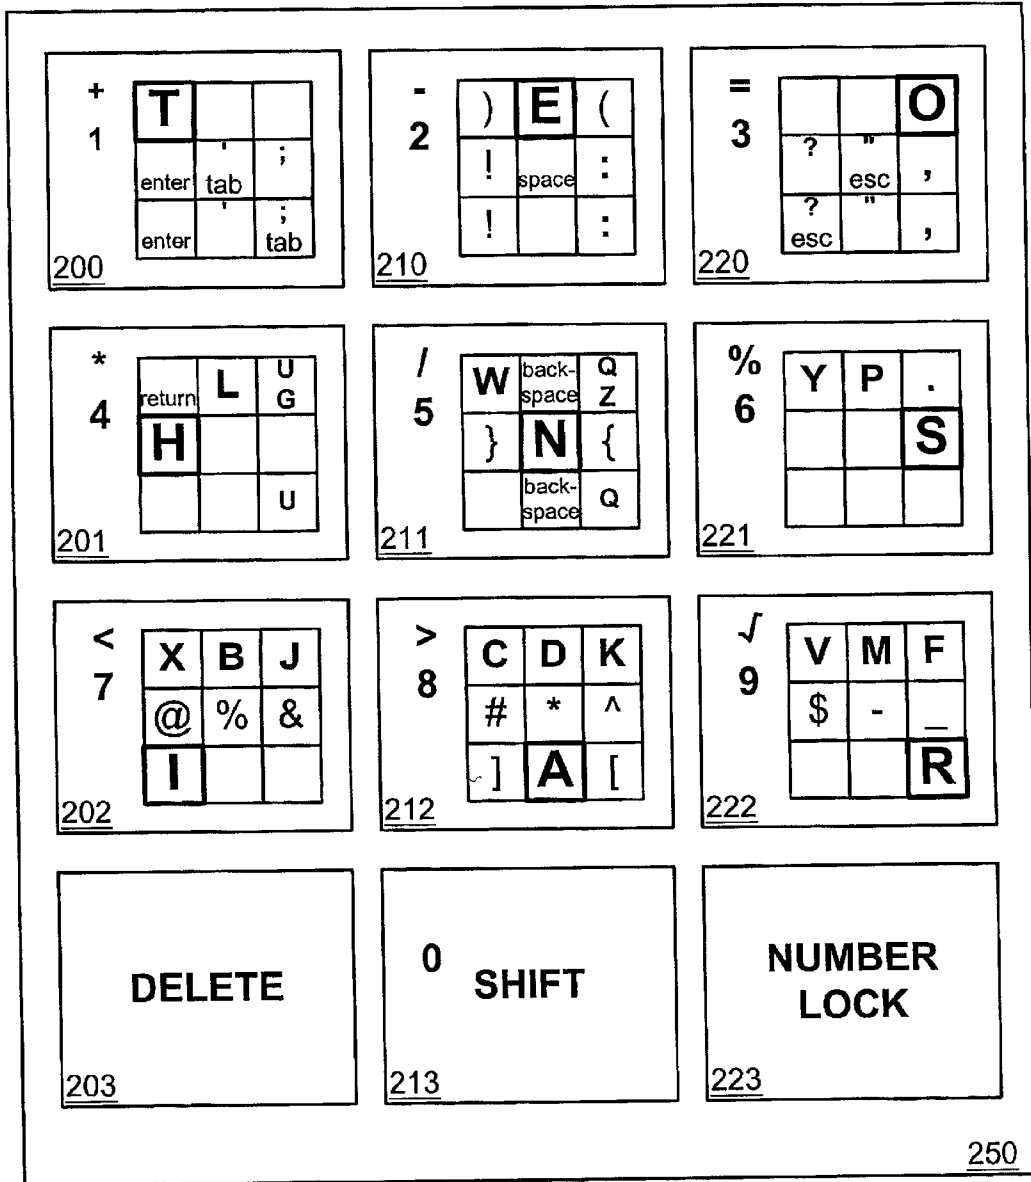 +
1
T
' ;
enter tab
' ;
enter tab
200
-
2
) E (
! space :
! :
210
=
3
O
? " ,
esc
? " ,
esc
220
*
4
return L U
G
H
U
201
/
5
W back-
space Q
Z
} N {
back-
space Q
211
%
6
Y P .
S
221
<
7
X B J
@ % &
I
202
>
8
C D K
# * ^
] A [
212
√
9
V M F
$ - _
R
222
DELETE
203
0
SHIFT
213
NUMBER
LOCK
223
250